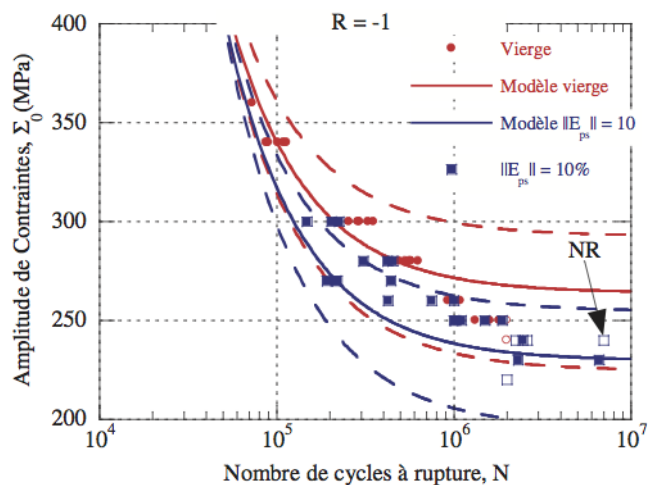 R = -1
400
350
300
250
200
Amplitude de Contraintes, Σ₀(MPa)
Vierge
Modèle vierge
Modèle ||Eₚₛ|| = 10
||Eₚₛ|| = 10%
NR
10⁴
10⁵
10⁶
10⁷
Nombre de cycles à rupture, N